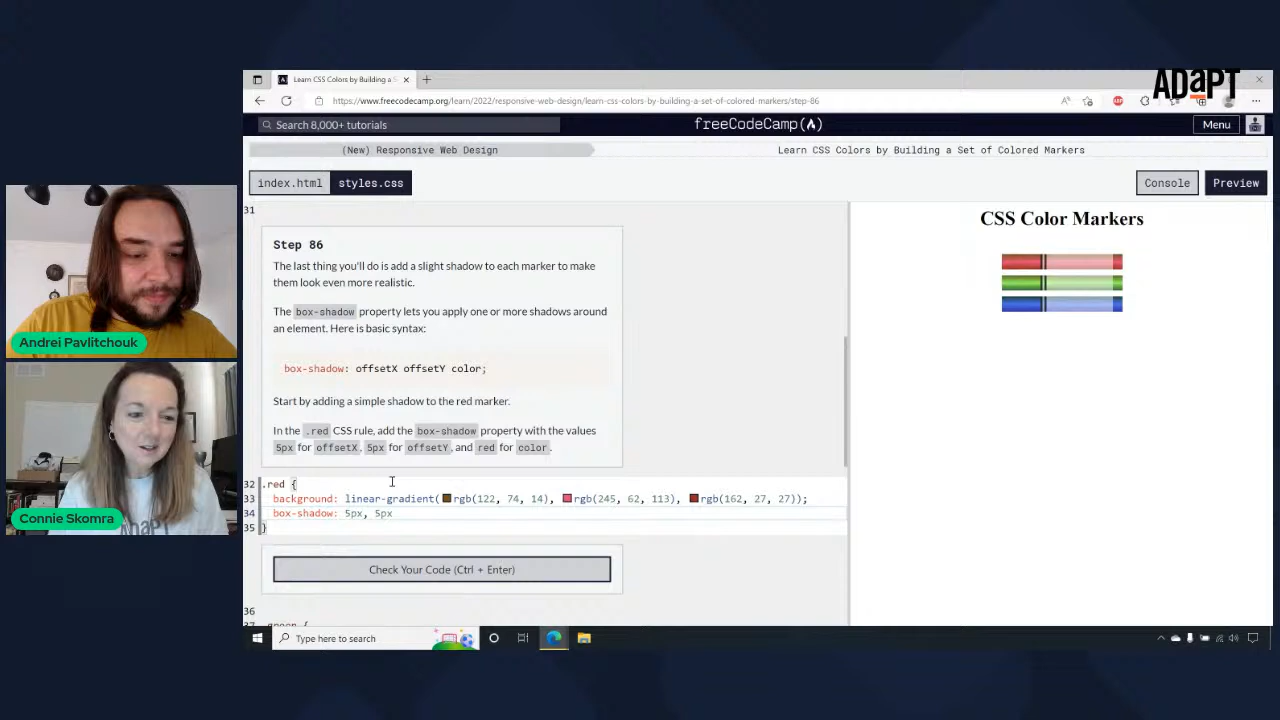 Learn CSS Colors by Building a S
ADaPT
https://www.freecodecamp.org/learn/2022/responsive-web-design/learn-css-colors-by-building-a-set-of-colored-markers/step-86
Search 8,000+ tutorials
freeCodeCamp
Menu
(New) Responsive Web Design
Learn CSS Colors by Building a Set of Colored Markers
index.html
styles.css
Console
Preview
31
Step 86
The last thing you'll do is add a slight shadow to each marker to make
them look even more realistic.
The box-shadow property lets you apply one or more shadows around
an element. Here is basic syntax:
box-shadow: offsetX offsetY color;
Start by adding a simple shadow to the red marker.
In the .red CSS rule, add the box-shadow property with the values
5px for offsetX, 5px for offsetY, and red for color.
32 .red {
33 background: linear-gradient(rgb(122, 74, 14), rgb(245, 62, 113), rgb(162, 27, 27));
34 box-shadow: 5px, 5px
35 }
Check Your Code (Ctrl + Enter)
36
CSS Color Markers
Andrei Pavlitchouk
Connie Skomra
Type here to search